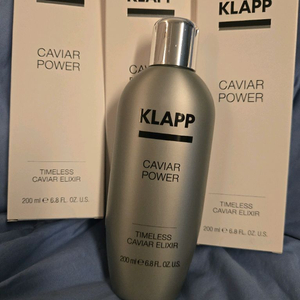 CAVIAR
POWER
TIMELESS
CAVIAR ELIXIR
200 ml ℮ 6.8 FL. OZ. U.S.
KLAPP
CAVIAR
POWER
TIMELESS
CAVIAR ELIXIR
200 ml ℮ 6.8 FL. OZ. U.S.
KLAPP
CAVIAR
POWER
TIMELESS
CAVIAR ELIXIR
200 ml ℮ 6.8 FL. OZ. U.S.